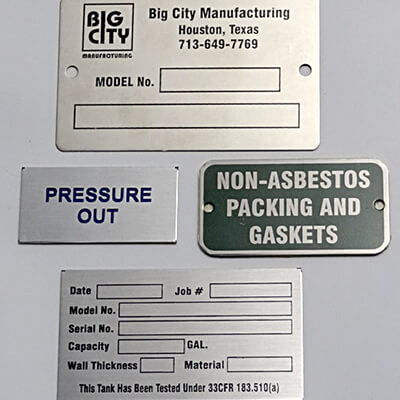 BIG
CITY
MANUFACTURING
Big City Manufacturing
Houston, Texas
713-649-7769
MODEL No.
PRESSURE
OUT
NON-ASBESTOS
PACKING AND
GASKETS
Date Job #
Model No.
Serial No.
Capacity GAL.
Wall Thickness Material
This Tank Has Been Tested Under 33CFR 183.510(a)